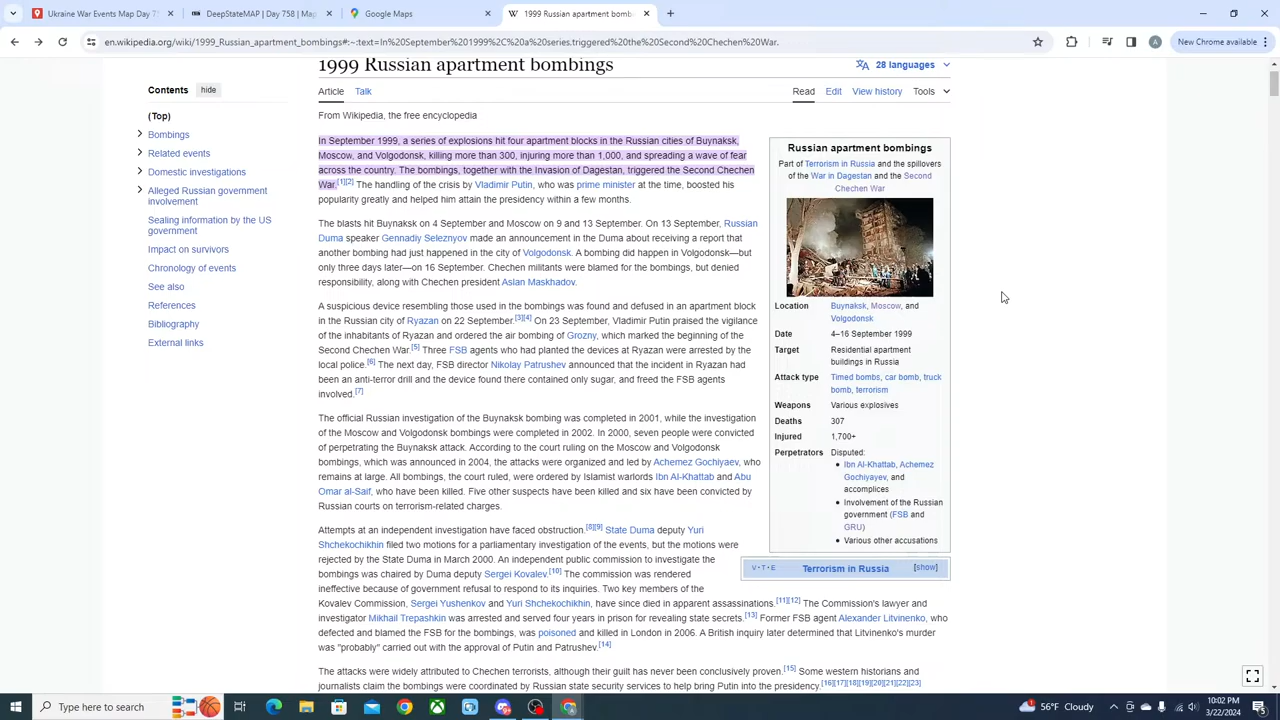 Ukraine War Events Map Day 7
DeepStateMAP | Day 758 | Map
Google Maps
1999 Russian apartment bomb
en.wikipedia.org/wiki/1999_Russian_apartment_bombings#:~:text=In%20September%201999%2C%20a%20series,triggered%20the%20Second%20Chechen%20War.
A
New Chrome available
1999 Russian apartment bombings
28 languages
Contents hide
Article Talk
Read Edit View history Tools
(Top)
Bombings
Related events
Domestic investigations
Alleged Russian government
involvement
Sealing information by the US
government
Impact on survivors
Chronology of events
See also
References
Bibliography
External links
From Wikipedia, the free encyclopedia
In September 1999, a series of explosions hit four apartment blocks in the Russian cities of Buynaksk,
Moscow, and Volgodonsk, killing more than 300, injuring more than 1,000, and spreading a wave of fear
across the country. The bombings, together with the Invasion of Dagestan, triggered the Second Chechen
War.[1][2] The handling of the crisis by Vladimir Putin, who was prime minister at the time, boosted his
popularity greatly and helped him attain the presidency within a few months.
The blasts hit Buynaksk on 4 September and Moscow on 9 and 13 September. On 13 September, Russian
Duma speaker Gennadiy Seleznyov made an announcement in the Duma about receiving a report that
another bombing had just happened in the city of Volgodonsk. A bombing did happen in Volgodonsk—but
only three days later—on 16 September. Chechen militants were blamed for the bombings, but denied
responsibility, along with Chechen president Aslan Maskhadov.
A suspicious device resembling those used in the bombings was found and defused in an apartment block
in the Russian city of Ryazan on 22 September.[3][4] On 23 September, Vladimir Putin praised the vigilance
of the inhabitants of Ryazan and ordered the air bombing of Grozny, which marked the beginning of the
Second Chechen War.[5] Three FSB agents who had planted the devices at Ryazan were arrested by the
local police.[6] The next day, FSB director Nikolay Patrushev announced that the incident in Ryazan had
been an anti-terror drill and the device found there contained only sugar, and freed the FSB agents
involved.[7]
The official Russian investigation of the Buynaksk bombing was completed in 2001, while the investigation
of the Moscow and Volgodonsk bombings were completed in 2002. In 2000, seven people were convicted
of perpetrating the Buynaksk attack. According to the court ruling on the Moscow and Volgodonsk
bombings, which was announced in 2004, the attacks were organized and led by Achemez Gochiyaev, who
remains at large. All bombings, the court ruled, were ordered by Islamist warlords Ibn Al-Khattab and Abu
Omar al-Saif, who have been killed. Five other suspects have been killed and six have been convicted by
Russian courts on terrorism-related charges.
Attempts at an independent investigation have faced obstruction.[8][9] State Duma deputy Yuri
Shchekochikhin filed two motions for a parliamentary investigation of the events, but the motions were
rejected by the State Duma in March 2000. An independent public commission to investigate the
bombings was chaired by Duma deputy Sergei Kovalev.[10] The commission was rendered
ineffective because of government refusal to respond to its inquiries. Two key members of the
Kovalev Commission, Sergei Yushenkov and Yuri Shchekochikhin, have since died in apparent assassinations.[11][12] The Commission's lawyer and
investigator Mikhail Trepashkin was arrested and served four years in prison for revealing state secrets.[13] Former FSB agent Alexander Litvinenko, who
defected and blamed the FSB for the bombings, was poisoned and killed in London in 2006. A British inquiry later determined that Litvinenko's murder
was "probably" carried out with the approval of Putin and Patrushev.[14]
The attacks were widely attributed to Chechen terrorists, although their guilt has never been conclusively proven.[15] Some western historians and
journalists claim the bombings were coordinated by Russian state security services to help bring Putin into the presidency.[16][17][18][19][20][21][22][23]
Russian apartment bombings
Part of Terrorism in Russia and the spillovers
of the War in Dagestan and the Second
Chechen War
Location Buynaksk, Moscow, and
Volgodonsk
Date 4–16 September 1999
Target Residential apartment
buildings in Russia
Attack type Timed bombs, car bomb, truck
bomb, terrorism
Weapons Various explosives
Deaths 307
Injured 1,700+
Perpetrators Disputed:
• Ibn Al-Khattab, Achemez
Gochiyayev, and
accomplices
• Involvement of the Russian
government (FSB and
GRU)
• Various other accusations
V·T·E Terrorism in Russia [show]
Type here to search
56°F Cloudy
10:02 PM
3/22/2024